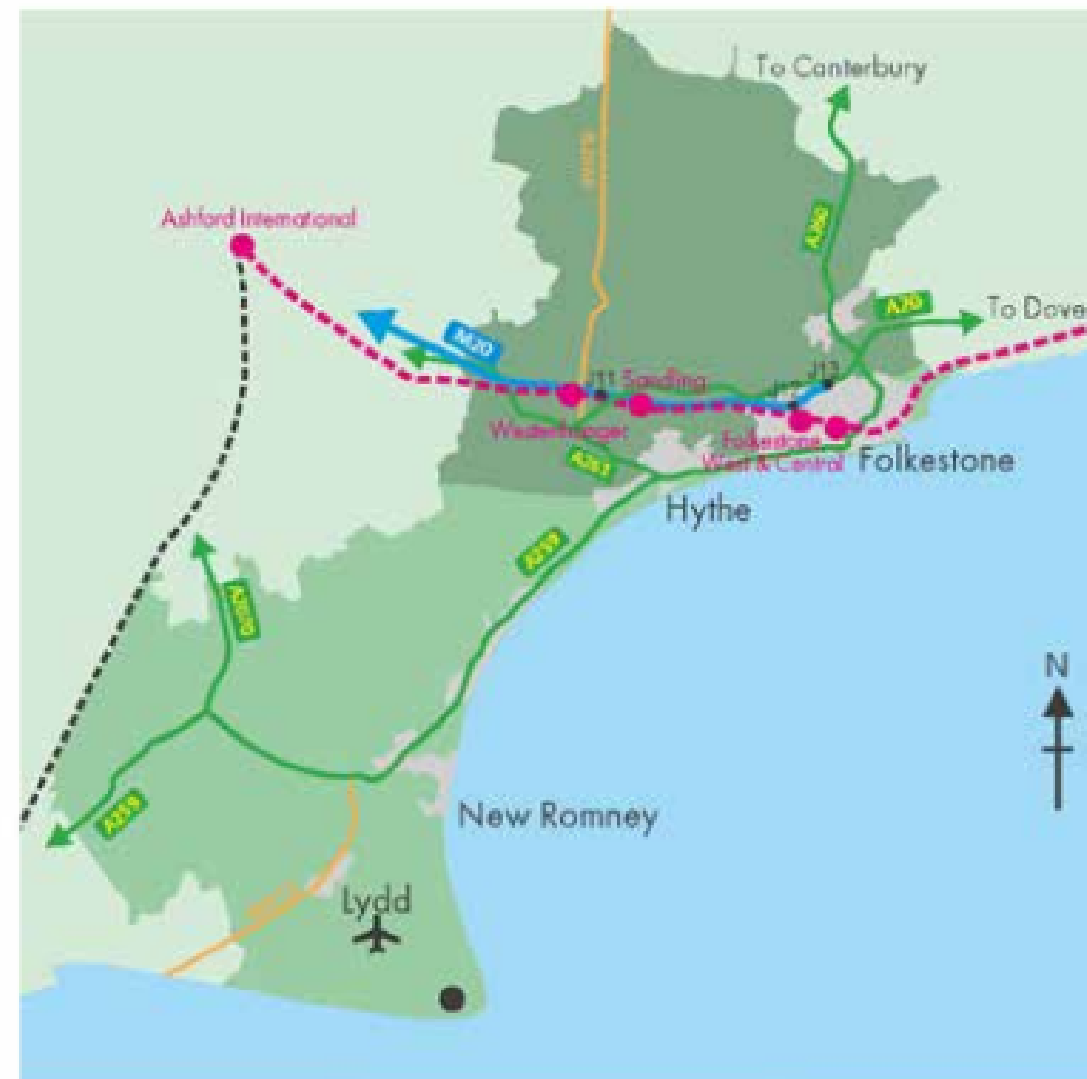 To Canterbury
A260
Ashford International
A20
To Dove
M20
J11
Sandling
J13
Westenhanger
Folkestone
West & Central
Folkestone
A261
Hythe
A259
N
New Romney
A259
Lydd